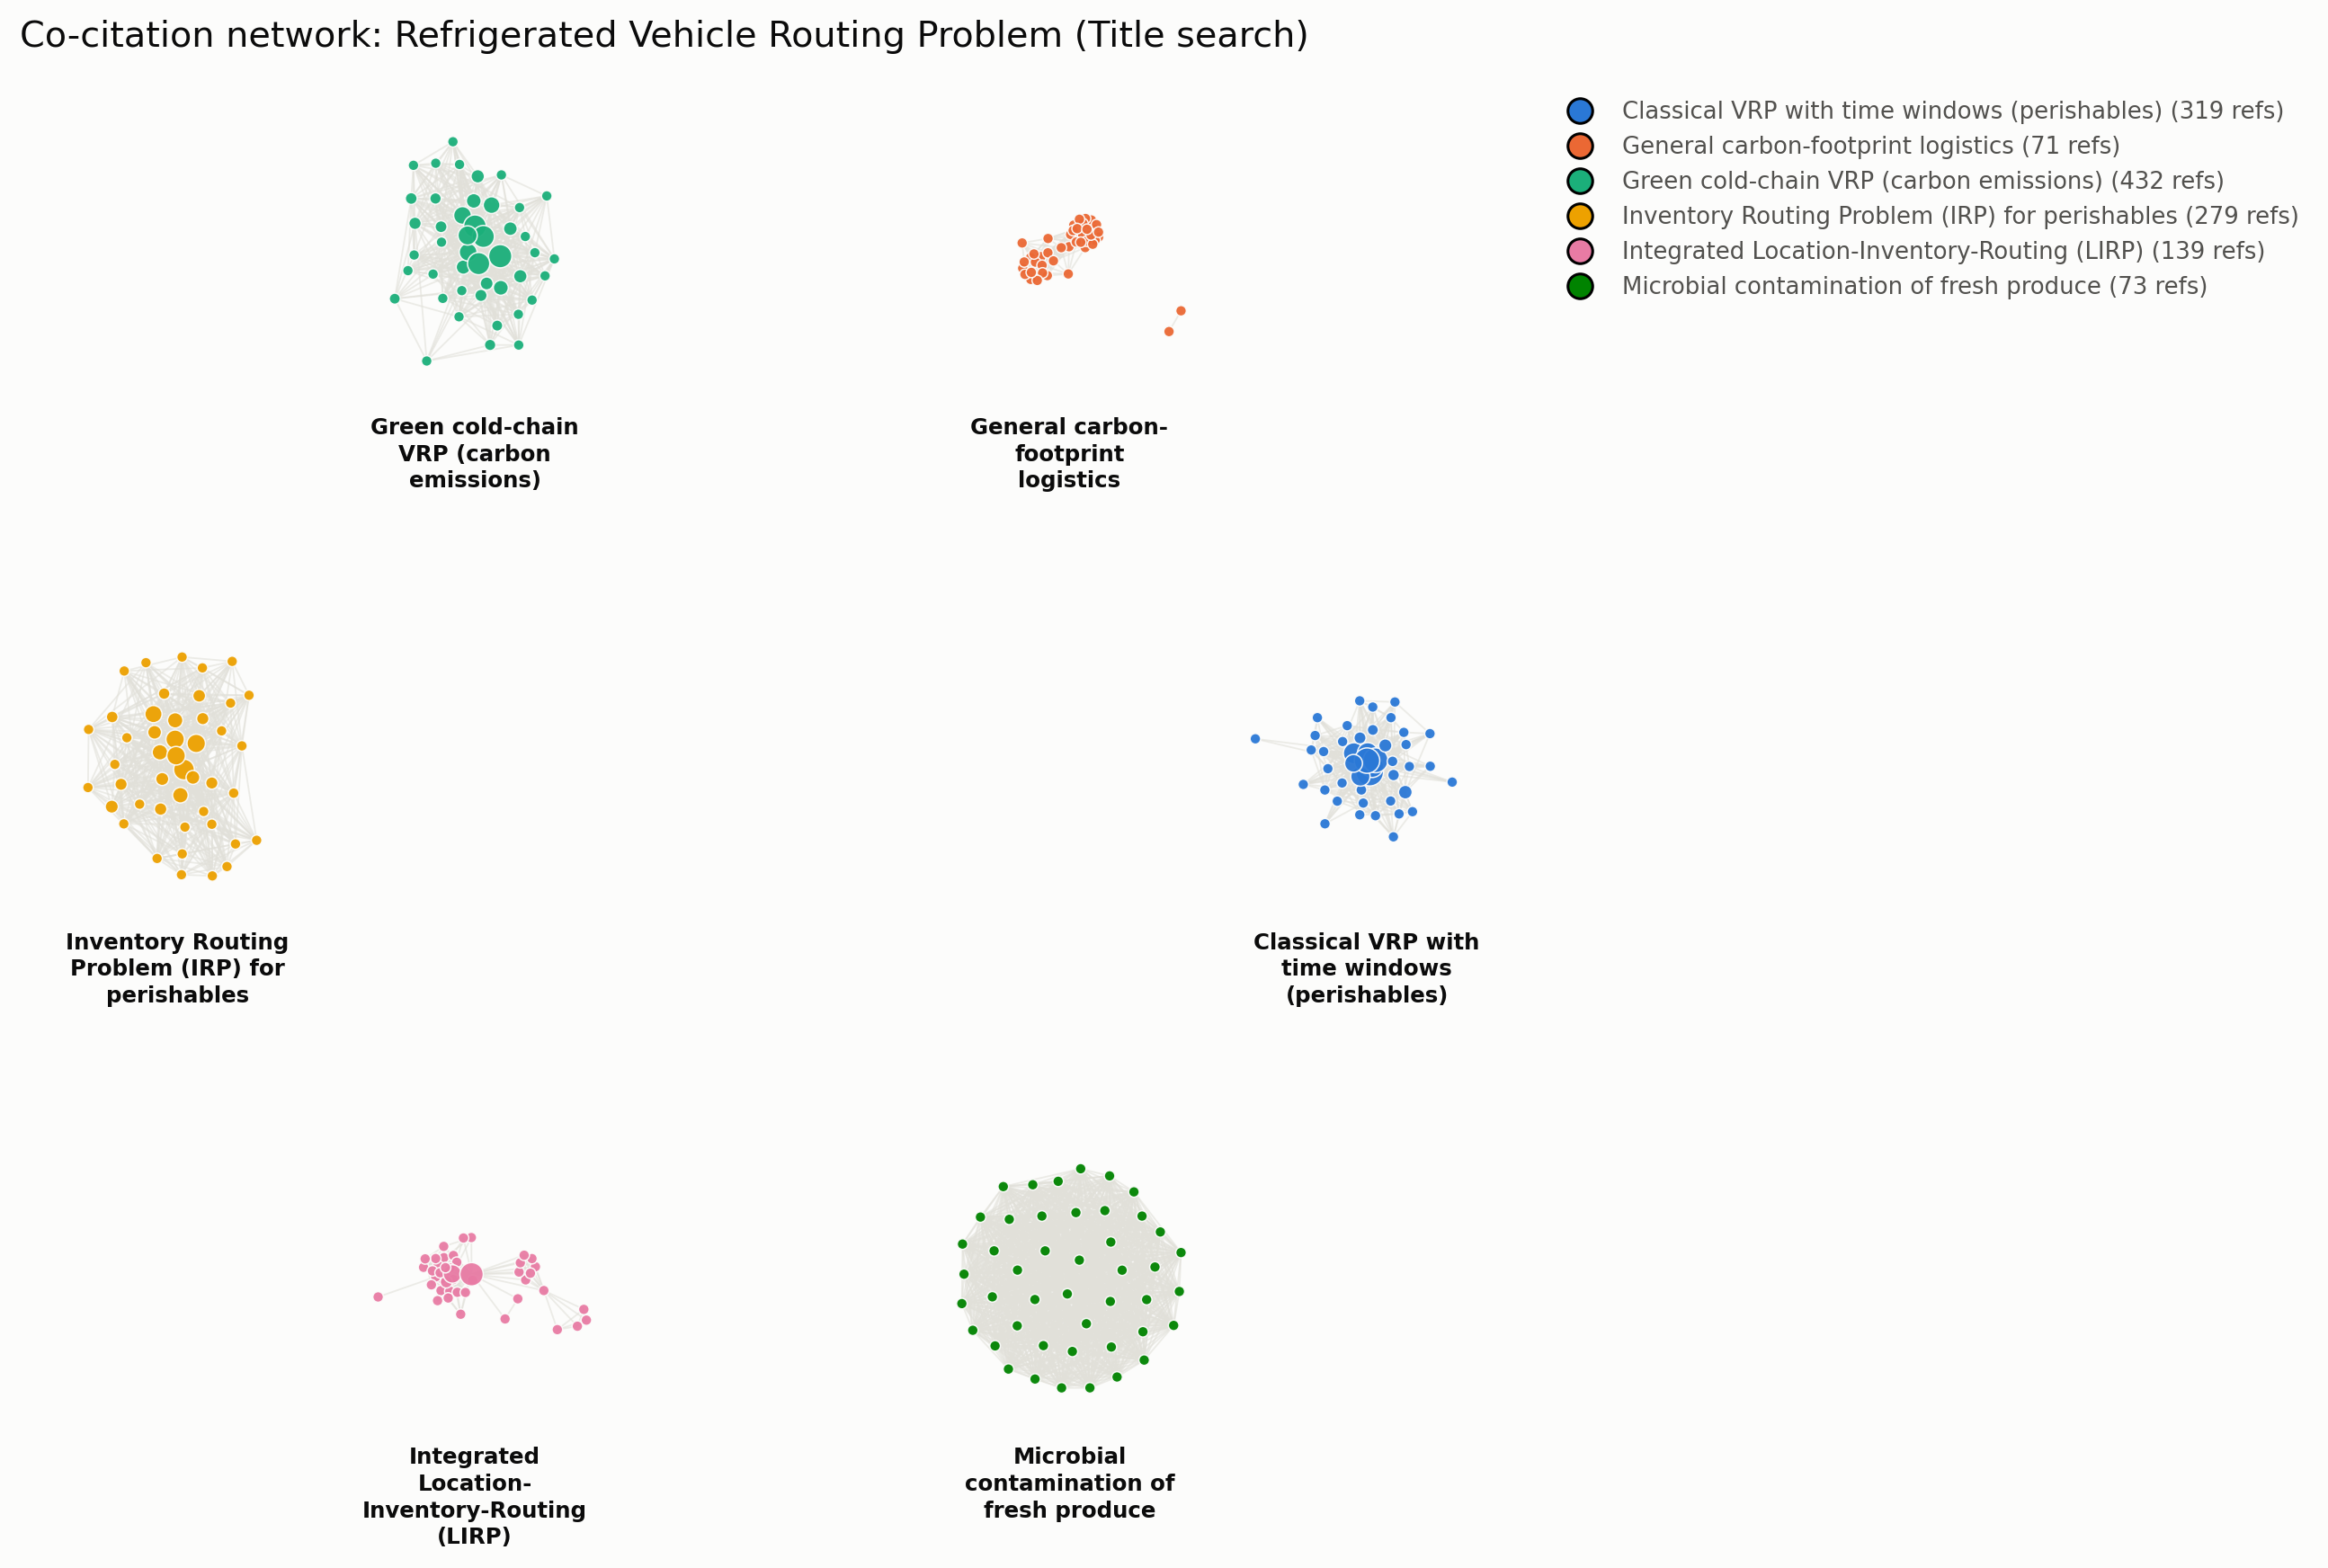 Co-citation network: Refrigerated Vehicle Routing Problem (Title search)
Classical VRP with time windows (perishables) (319 refs)
General carbon-footprint logistics (71 refs)
Green cold-chain VRP (carbon emissions) (432 refs)
Inventory Routing Problem (IRP) for perishables (279 refs)
Integrated Location-Inventory-Routing (LIRP) (139 refs)
Microbial contamination of fresh produce (73 refs)
Green cold-chain
VRP (carbon
emissions)
General carbon-
footprint
logistics
Inventory Routing
Problem (IRP) for
perishables
Classical VRP with
time windows
(perishables)
Integrated
Location-
Inventory-Routing
(LIRP)
Microbial
contamination of
fresh produce